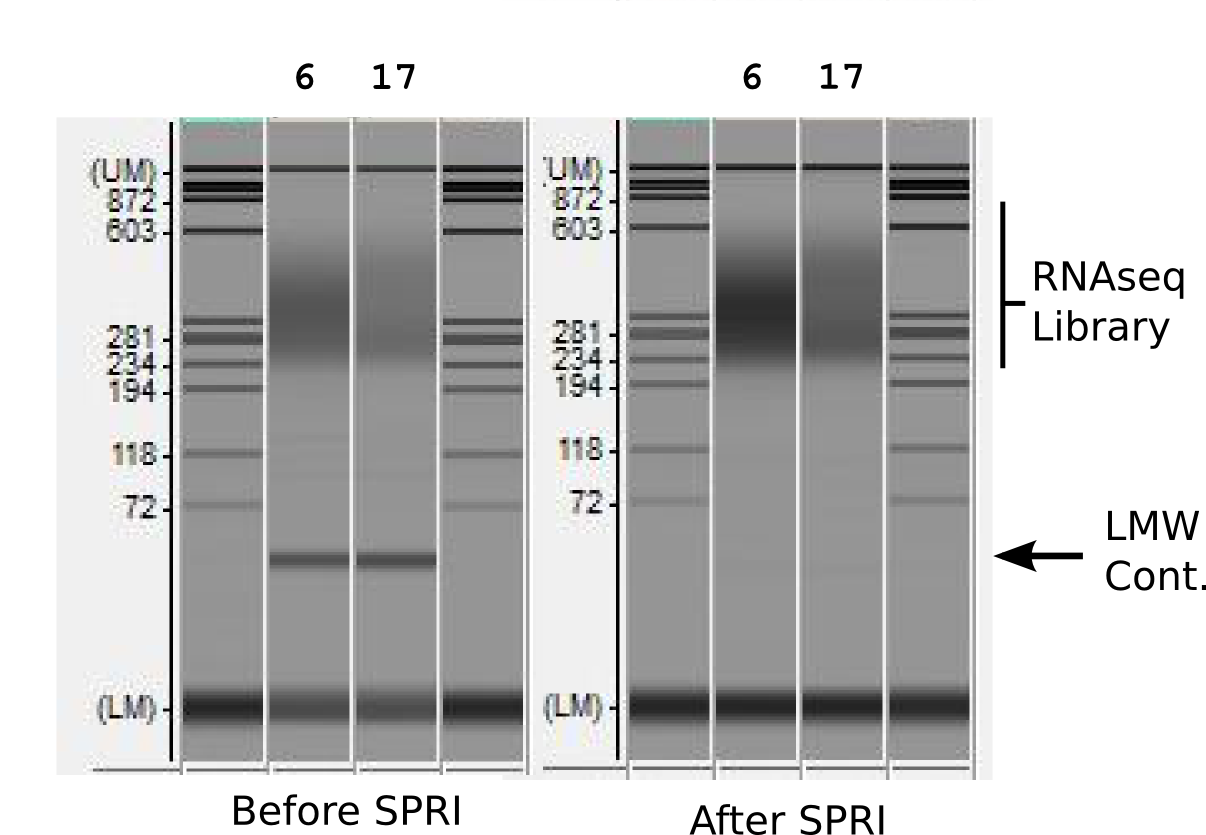 6 17
6 17
(UM)
872
603
281
234
194
118
72
(LM)
Before SPRI
(UM)
872
603
281
234
194
118
72
(LM)
After SPRI
RNAseq
Library
LMW
Cont.